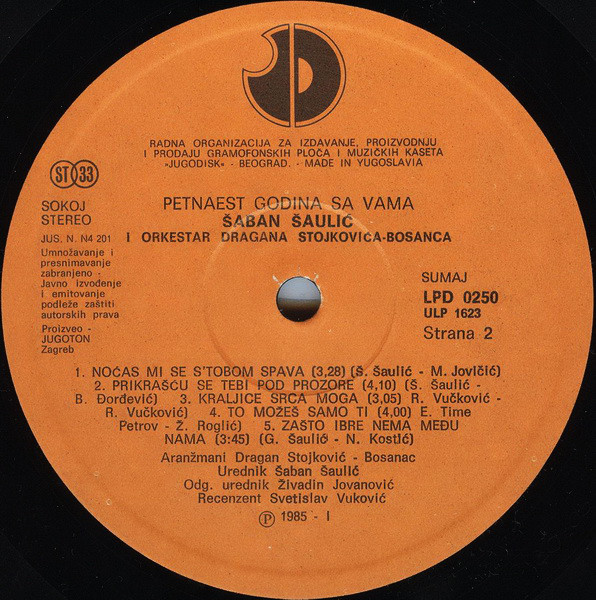 RADNA ORGANIZACIJA ZA IZDAVANJE, PROIZVODNJU
I PRODAJU GRAMOFONSKIH PLOČA I MUZIČKIH KASETA
»JUGODISK« - BEOGRAD. - MADE IN YUGOSLAVIA
ST 33
SOKOJ
STEREO
JUS. N. N4 201
Umnožavanje i
presnimavanje
zabranjeno -
Javno izvođenje
i emitovanje
podleže zaštiti
autorskih prava
Proizveo -
JUGOTON
Zagreb
PETNAEST GODINA SA VAMA
ŠABAN ŠAULIĆ
I ORKESTAR DRAGANA STOJKOVIĆA-BOSANCA
SUMAJ
LPD 0250
ULP 1623
Strana 2
1. NOĆAS MI SE S'TOBOM SPAVA (3,28) (Š. Šaulić - M. Jovičić)
2. PRIKRAŠĆU SE TEBI POD PROZORE (4,10) (Š. Šaulić -
B. Đorđević) 3. KRALJICE SRCA MOGA (3,05) R. Vučković -
R. Vučković) 4. TO MOŽEŠ SAMO TI (4,00) E. Time
Petrov - Ž. Roglić) 5. ZAŠTO IBRE NEMA MEĐU
NAMA (3:45) (G. Šaulić - N. Kostić)
Aranžmani Dragan Stojković - Bosanac
Urednik Šaban Šaulić
Odg. urednik Živadin Jovanović
Recenzent Svetislav Vuković
Ⓟ 1985 - I